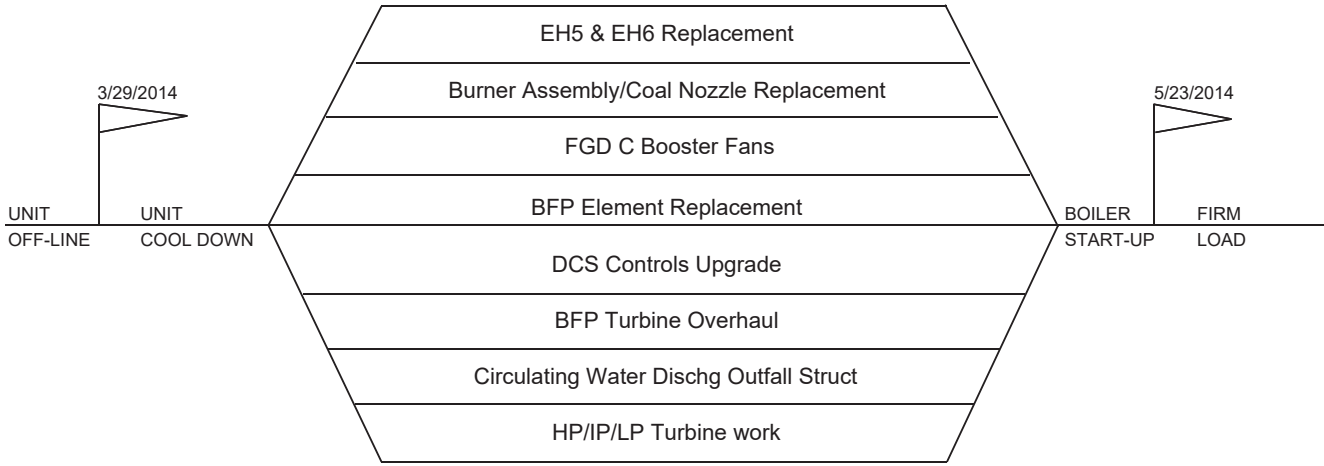 EH5 & EH6 Replacement
Burner Assembly/Coal Nozzle Replacement
3/29/2014
5/23/2014
FGD C Booster Fans
BFP Element Replacement
UNIT
OFF-LINE
UNIT
COOL DOWN
BOILER
START-UP
FIRM
LOAD
DCS Controls Upgrade
BFP Turbine Overhaul
Circulating Water Dischg Outfall Struct
HP/IP/LP Turbine work